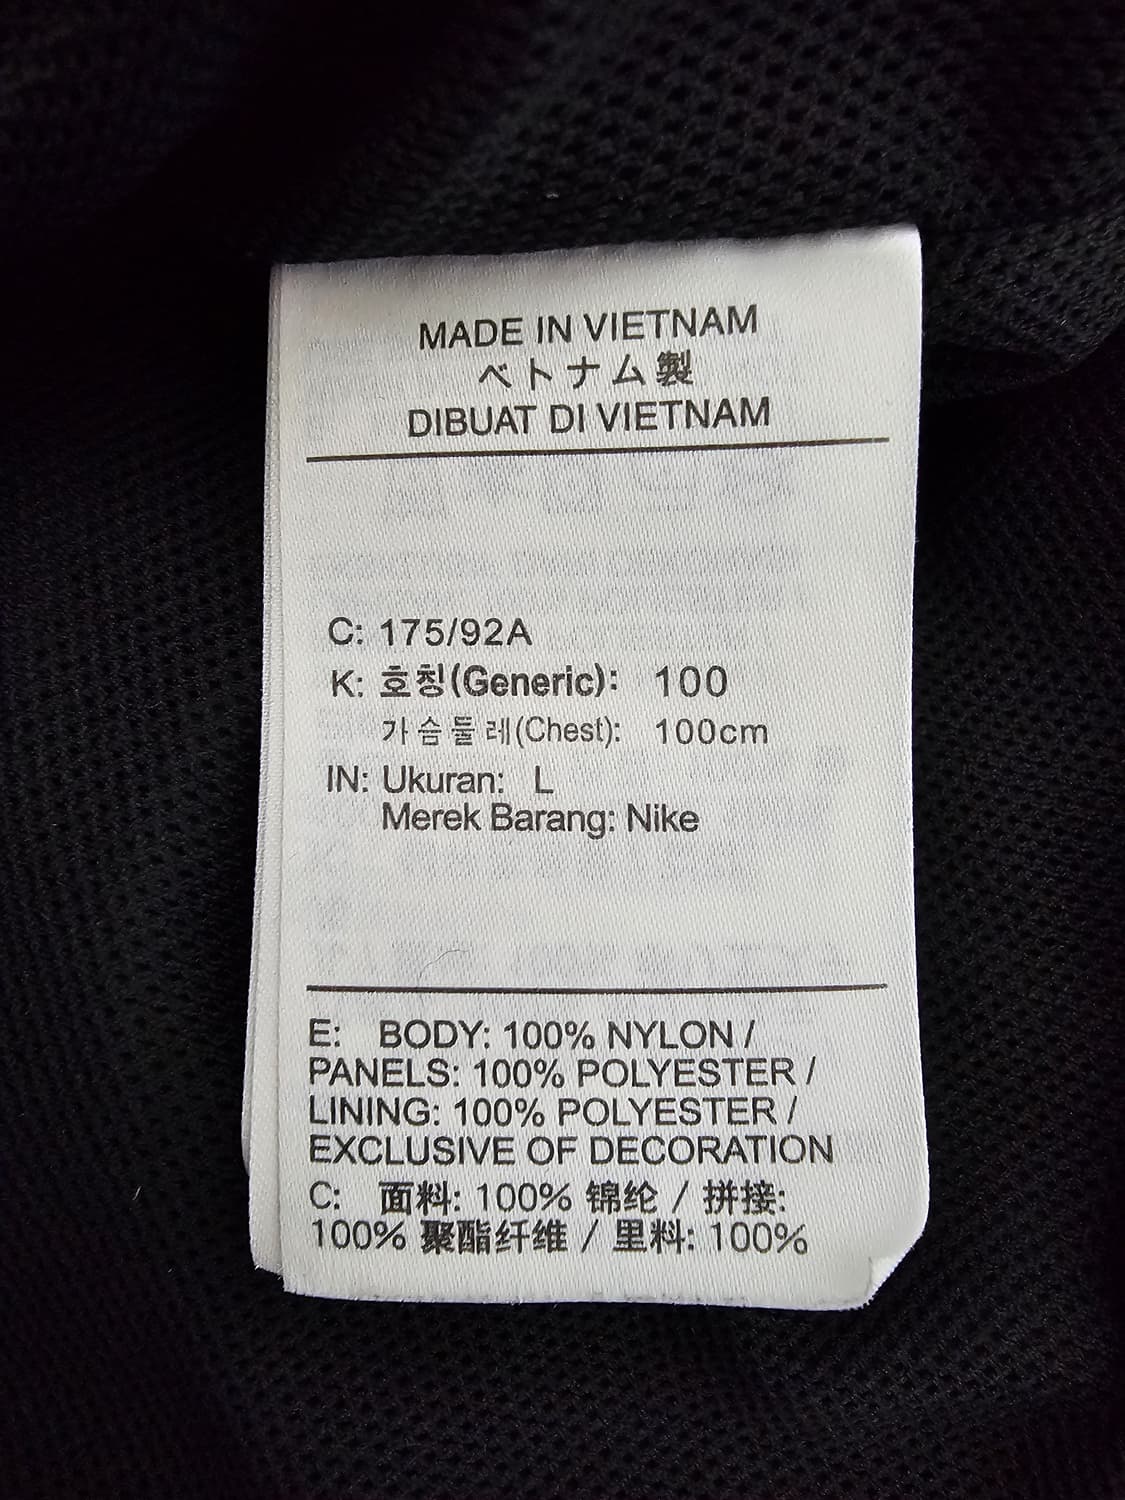 MADE IN VIETNAM
ベトナム製
DIBUAT DI VIETNAM
C: 175/92A
K: 호칭(Generic): 100
가슴둘레(Chest): 100cm
IN: Ukuran: L
Merek Barang: Nike
E: BODY: 100% NYLON /
PANELS: 100% POLYESTER /
LINING: 100% POLYESTER /
EXCLUSIVE OF DECORATION
C: 面料: 100% 锦纶 / 拼接:
100% 聚酯纤维 / 里料: 100%